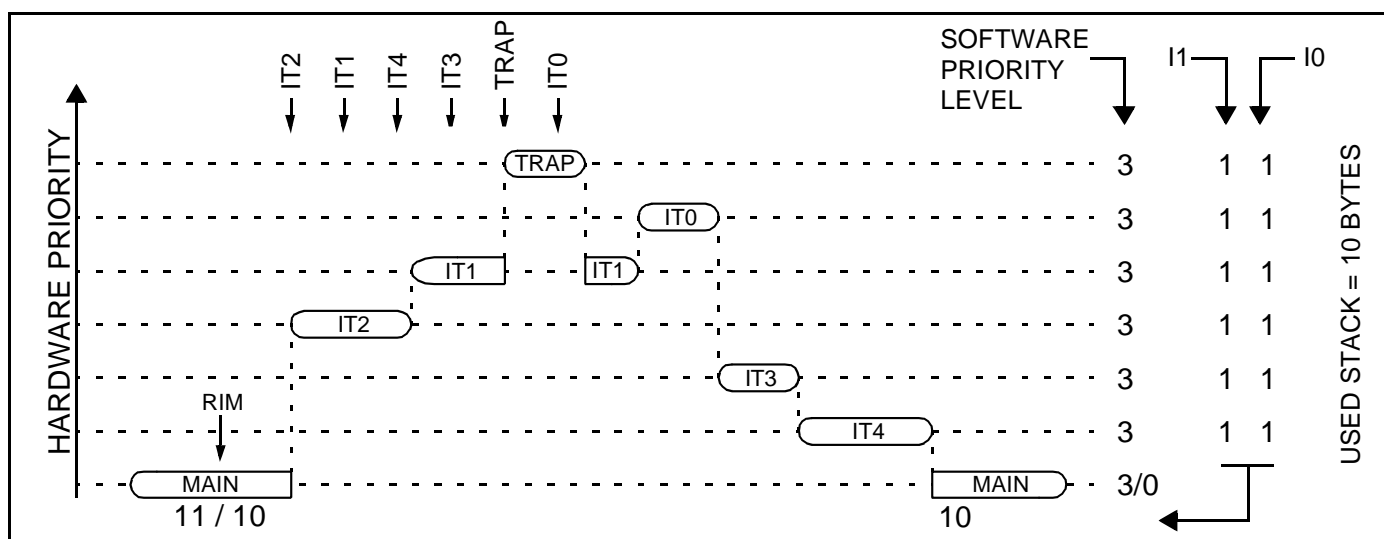 IT2
IT1
IT4
IT3
TRAP
IT0
SOFTWARE
PRIORITY
LEVEL
I1
I0
HARDWARE PRIORITY
TRAP
3
1 1
IT0
3
1 1
IT1
IT1
3
1 1
IT2
3
1 1
IT3
3
1 1
RIM
IT4
3
1 1
MAIN
MAIN
3/0
11 / 10
10
USED STACK = 10 BYTES